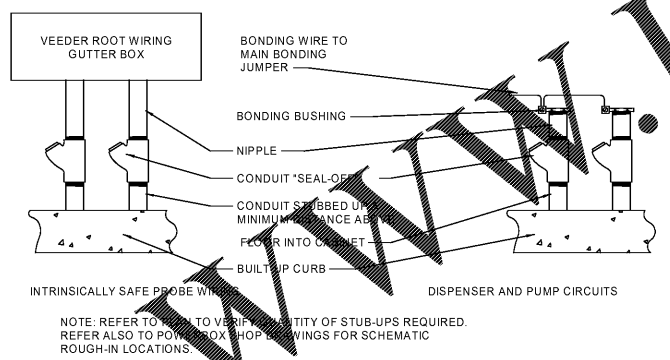 VEEDER ROOT WIRING
GUTTER BOX
BONDING WIRE TO
MAIN BONDING
JUMPER
BONDING BUSHING
NIPPLE
CONDUIT "SEAL-OFF"
CONDUIT STUBBED UP A
MINIMUM DISTANCE ABOVE
FLOOR INTO CABINET
BUILT UP CURB
INTRINSICALLY SAFE PROBE WIRING
DISPENSER AND PUMP CIRCUITS
NOTE: REFER TO PLAN TO VERIFY QUANTITY OF STUB-UPS REQUIRED.
REFER ALSO TO POWERBOX SHOP DRAWINGS FOR SCHEMATIC
ROUGH-IN LOCATIONS.
WWW.